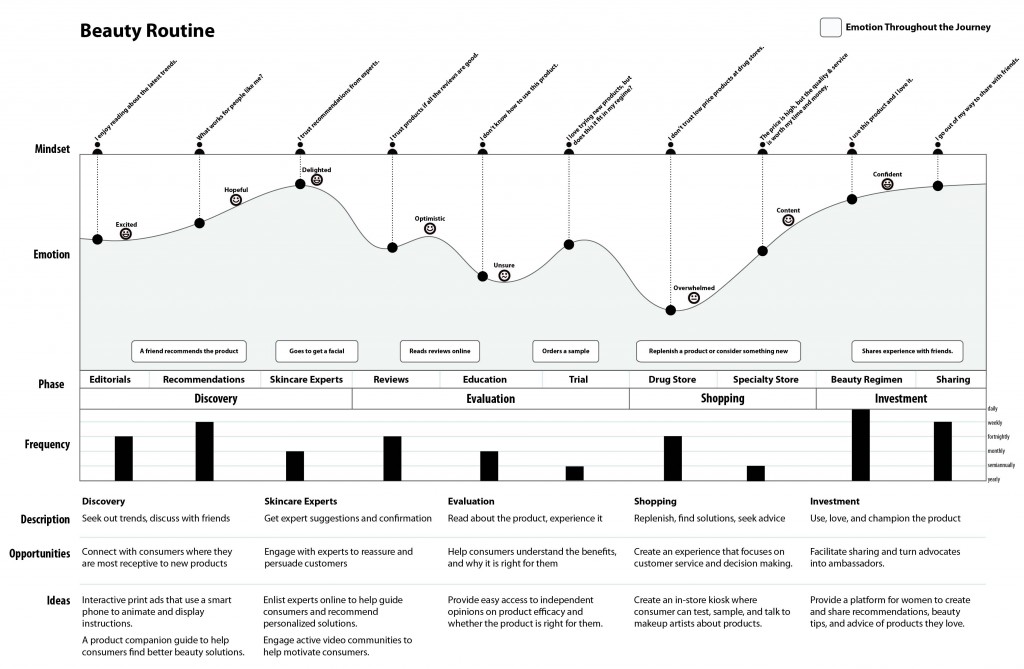 Beauty Routine
Emotion Throughout the Journey
I enjoy reading about the latest trends.
What works for people like me?
I trust recommendations from experts.
I trust products if all the reviews are good.
I don't know how to use this product.
I love trying new products, but
does this it fit in my regime?
I don't trust low price products at drug stores.
The price is high, but the quality & service
is worth my time and money.
I use this product and I love it.
I go out of my way to share with friends.
Mindset
Emotion
Excited
Hopeful
Delighted
Optimistic
Unsure
Overwhelmed
Content
Confident
A friend recommends the product
Goes to get a facial
Reads reviews online
Orders a sample
Replenish a product or consider something new
Shares experience with friends.
Phase
Editorials
Recommendations
Skincare Experts
Reviews
Education
Trial
Drug Store
Specialty Store
Beauty Regimen
Sharing
Discovery
Evaluation
Shopping
Investment
Frequency
daily
weekly
fortnightly
monthly
semiannually
yearly
Discovery
Skincare Experts
Evaluation
Shopping
Investment
Description
Seek out trends, discuss with friends
Get expert suggestions and confirmation
Read about the product, experience it
Replenish, find solutions, seek advice
Use, love, and champion the product
Opportunities
Connect with consumers where they
are most receptive to new products
Engage with experts to reassure and
persuade customers
Help consumers understand the benefits,
and why it is right for them
Create an experience that focuses on
customer service and decision making.
Facilitate sharing and turn advocates
into ambassadors.
Ideas
Interactive print ads that use a smart
phone to animate and display
instructions.
A product companion guide to help
consumers find better beauty solutions.
Enlist experts online to help guide
consumers and recommend
personalized solutions.
Engage active video communities to
help motivate consumers.
Provide easy access to independent
opinions on product efficacy and
whether the product is right for them.
Create an in-store kiosk where
consumer can test, sample, and talk to
makeup artists about products.
Provide a platform for women to create
and share recommendations, beauty
tips, and advice of products they love.